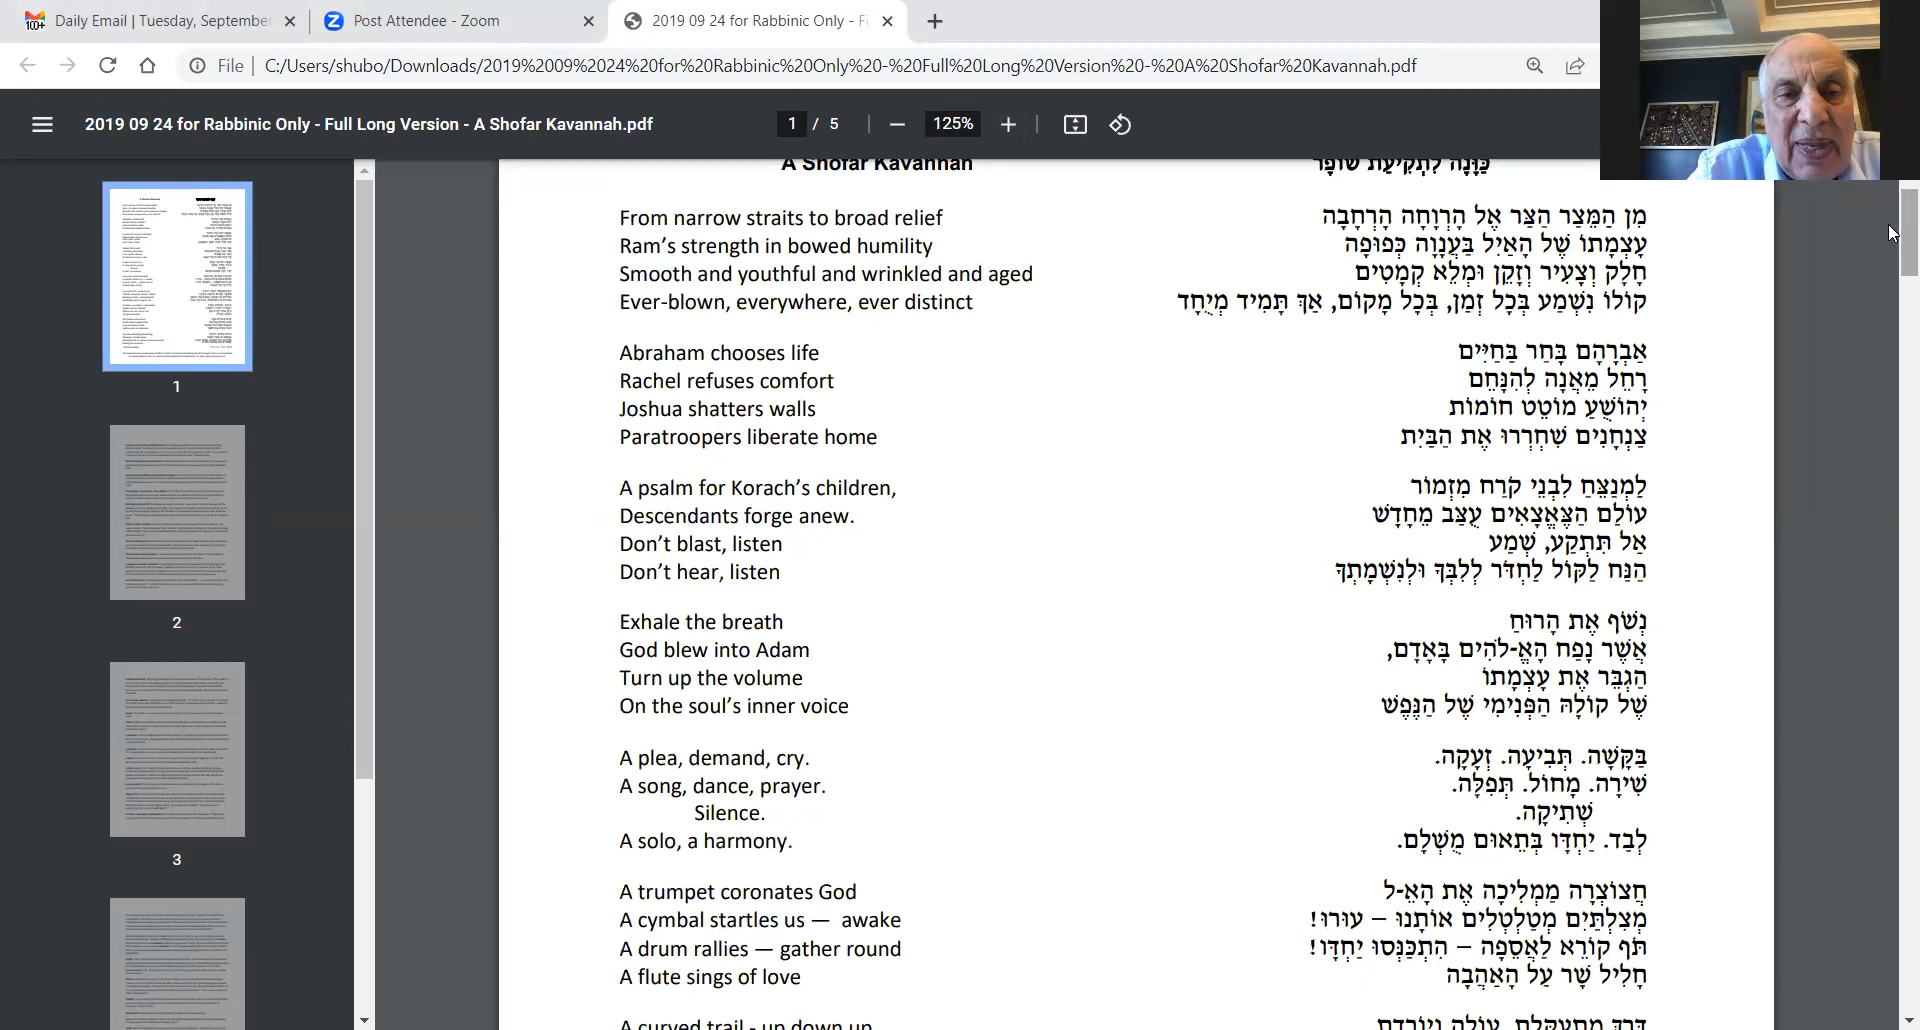 Daily Email | Tuesday, September
Post Attendee - Zoom
2019 09 24 for Rabbinic Only - F
File
C:/Users/shubo/Downloads/2019%2009%2024%20for%20Rabbinic%20Only%20-%20Full%20Long%20Version%20-%20A%20Shofar%20Kavannah.pdf
2019 09 24 for Rabbinic Only - Full Long Version - A Shofar Kavannah.pdf
1 / 5
125%
1
2
3
A Shofar Kavannah
From narrow straits to broad relief
Ram’s strength in bowed humility
Smooth and youthful and wrinkled and aged
Ever-blown, everywhere, ever distinct
Abraham chooses life
Rachel refuses comfort
Joshua shatters walls
Paratroopers liberate home
A psalm for Korach’s children,
Descendants forge anew.
Don’t blast, listen
Don’t hear, listen
Exhale the breath
God blew into Adam
Turn up the volume
On the soul’s inner voice
A plea, demand, cry.
A song, dance, prayer.
Silence.
A solo, a harmony.
A trumpet coronates God
A cymbal startles us — awake
A drum rallies — gather round
A flute sings of love
A curved trail - up down up
כַּוָּנָה לִתְקִיעַת שׁוֹפָר
מִן הַמֵּצַר הַצַּר אֶל הָרְוָחָה הָרְחָבָה
עָצְמָתוֹ שֶׁל הָאַיִל בַּעֲנָוָה כְּפוּפָה
חָלָק וְצָעִיר וְזָקֵן וּמְלֵא קְמָטִים
קוֹלוֹ נִשְׁמַע בְּכָל זְמַן, בְּכָל מָקוֹם, אַךְ תָּמִיד מְיֻחָד
אַבְרָהָם בָּחַר בַּחַיִּים
רָחֵל מֵאֲנָה לְהִנָּחֵם
יְהוֹשֻׁעַ מוֹטֵט חוֹמוֹת
צַנְחָנִים שִׁחְרְרוּ אֶת הַבַּיִת
לַמְנַצֵּחַ לִבְנֵי קֹרַח מִזְמוֹר
עוֹלַם הַצֶּאֱצָאִים עֻצַּב מֵחָדָשׁ
אַל תִּתְקַע, שְׁמַע
הַנַּח לַקּוֹל לַחְדֹּר לְלִבְּךָ וּלְנִשְׁמָתְךָ
נְשֹׁף אֶת הָרוּחַ
אֲשֶׁר נָפַח הָאֱ-לֹהִים בָּאָדָם,
הַגְבֵּר אֶת עָצְמָתוֹ
שֶׁל קוֹלָהּ הַפְּנִימִי שֶׁל הַנֶּפֶשׁ
בַּקָּשָׁה. תְּבִיעָה. זְעָקָה.
שִׁירָה. מָחוֹל. תְּפִלָּה.
שְׁתִיקָה.
לְבַד. יַחְדָּו בְּתֵאוּם מֻשְׁלָם.
חֲצוֹצְרָה מַמְלִיכָה אֶת הָאֵ-ל
מְצִלְתַּיִם מְטַלְטְלִים אוֹתָנוּ – עוּרוּ!
תֹּף קוֹרֵא לַאֲסֵפָה – הִתְכַּנְּסוּ יַחְדָּו!
חָלִיל שָׁר עַל הָאַהֲבָה